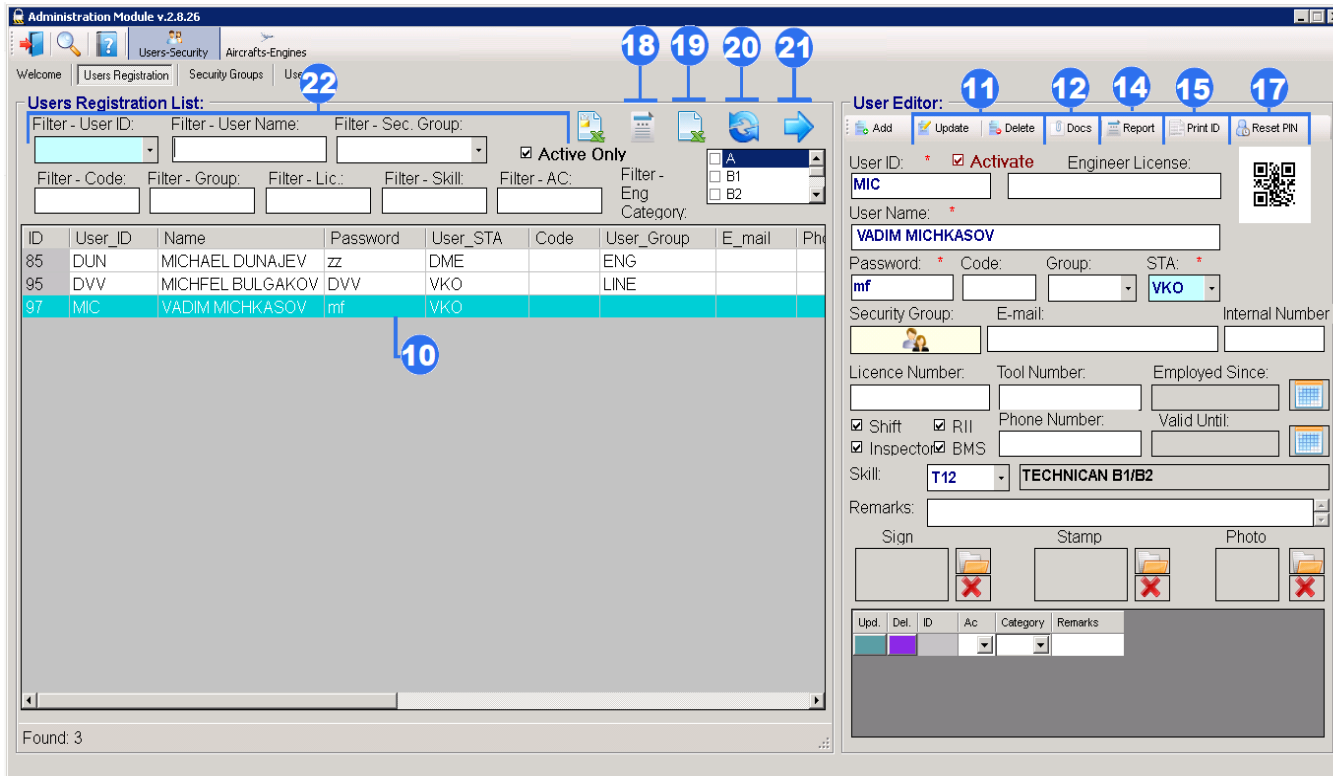 Administration Module v.2.8.26
Users-Security Aircrafts-Engines
Welcome Users Registration Security Groups
18 19 20 21
22
11 12 14 15 17
Users Registration List:
Filter - User ID: Filter - User Name: Filter - Sec. Group:
Active Only
Filter - Code: Filter - Group: Filter - Lic.: Filter - Skill: Filter - AC:
Filter -
Eng
Category:
A
B1
B2
ID User_ID Name Password User_STA Code User_Group E_mail Pho
85 DUN MICHAEL DUNAJEV zz DME ENG
95 DVV MICHFEL BULGAKOV DVV VKO LINE
97 MIC VADIM MICHKASOV mf VKO
10
Found: 3
User Editor:
Add Update Delete Docs Report Print ID Reset PIN
User ID: * Activate Engineer License:
MIC
User Name: *
VADIM MICHKASOV
Password: * Code: Group: STA: *
mf VKO
Security Group: E-mail: Internal Number
Licence Number: Tool Number: Employed Since:
Shift RII Phone Number: Valid Until:
Inspector BMS
Skill: T12 TECHNICAN B1/B2
Remarks:
Sign Stamp Photo
Upd. Del. ID Ac Category Remarks